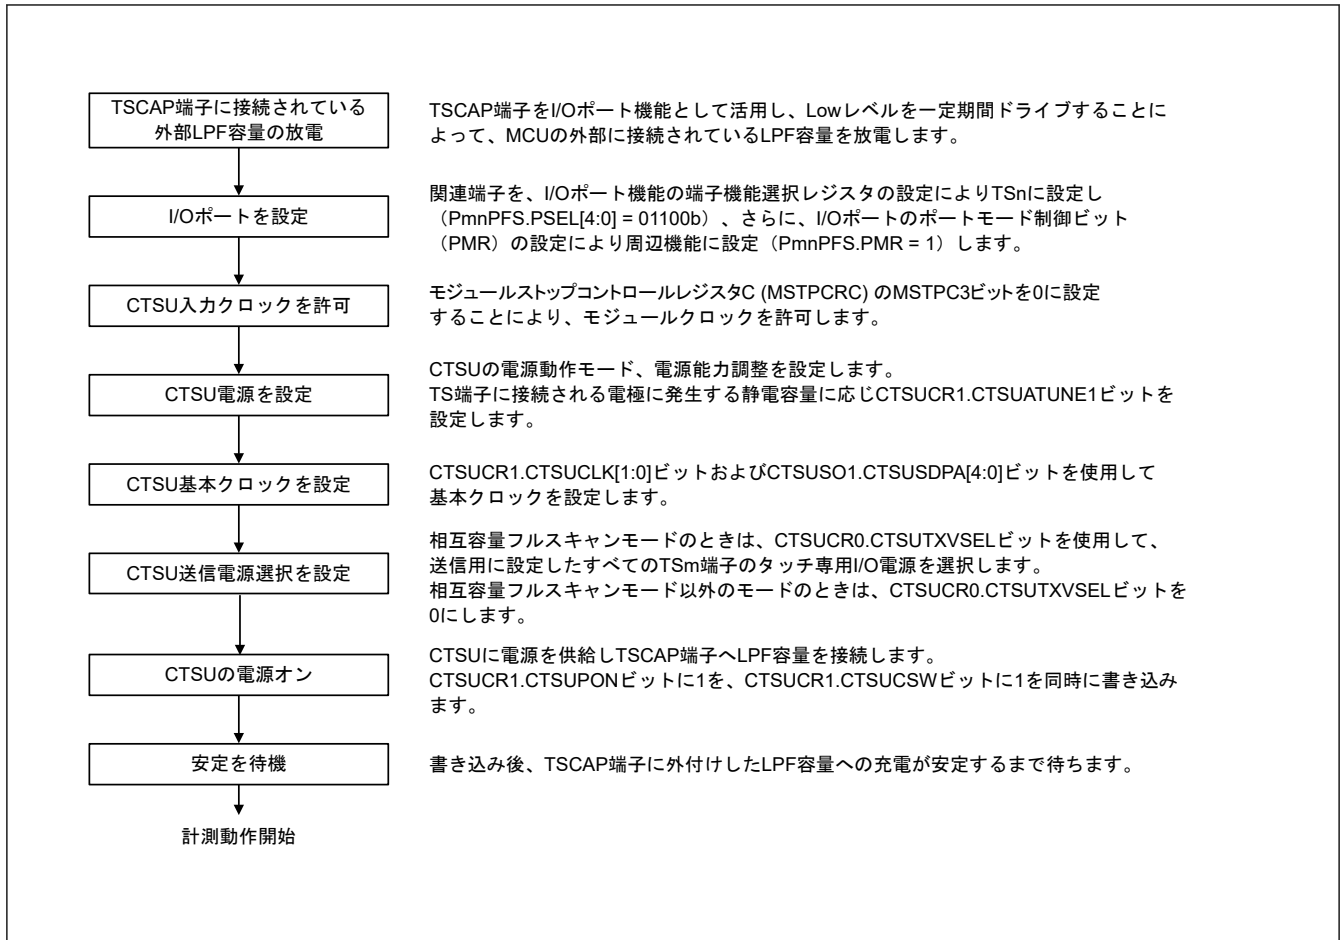 TSCAP端子に接続されている
外部LPF容量の放電
TSCAP端子をI/Oポート機能として活用し、Lowレベルを一定期間ドライブすることに
よって、MCUの外部に接続されているLPF容量を放電します。
I/Oポートを設定
関連端子を、I/Oポート機能の端子機能選択レジスタの設定によりTSnに設定し
（PmnPFS.PSEL[4:0] = 01100b）、さらに、I/Oポートのポートモード制御ビット
（PMR）の設定により周辺機能に設定（PmnPFS.PMR = 1）します。
CTSU入力クロックを許可
モジュールストップコントロールレジスタC (MSTPCRC) のMSTPC3ビットを0に設定
することにより、モジュールクロックを許可します。
CTSU電源を設定
CTSUの電源動作モード、電源能力調整を設定します。
TS端子に接続される電極に発生する静電容量に応じCTSUCR1.CTSUATUNE1ビットを
設定します。
CTSU基本クロックを設定
CTSUCR1.CTSUCLK[1:0]ビットおよびCTSUSO1.CTSUSDPA[4:0]ビットを使用して
基本クロックを設定します。
CTSU送信電源選択を設定
相互容量フルスキャンモードのときは、CTSUCR0.CTSUTXVSELビットを使用して、
送信用に設定したすべてのTSm端子のタッチ専用I/O電源を選択します。
相互容量フルスキャンモード以外のモードのときは、CTSUCR0.CTSUTXVSELビットを
0にします。
CTSUの電源オン
CTSUに電源を供給しTSCAP端子へLPF容量を接続します。
CTSUCR1.CTSUPONビットに1を、CTSUCR1.CTSUCSWビットに1を同時に書き込み
ます。
安定を待機
書き込み後、TSCAP端子に外付けしたLPF容量への充電が安定するまで待ちます。
計測動作開始